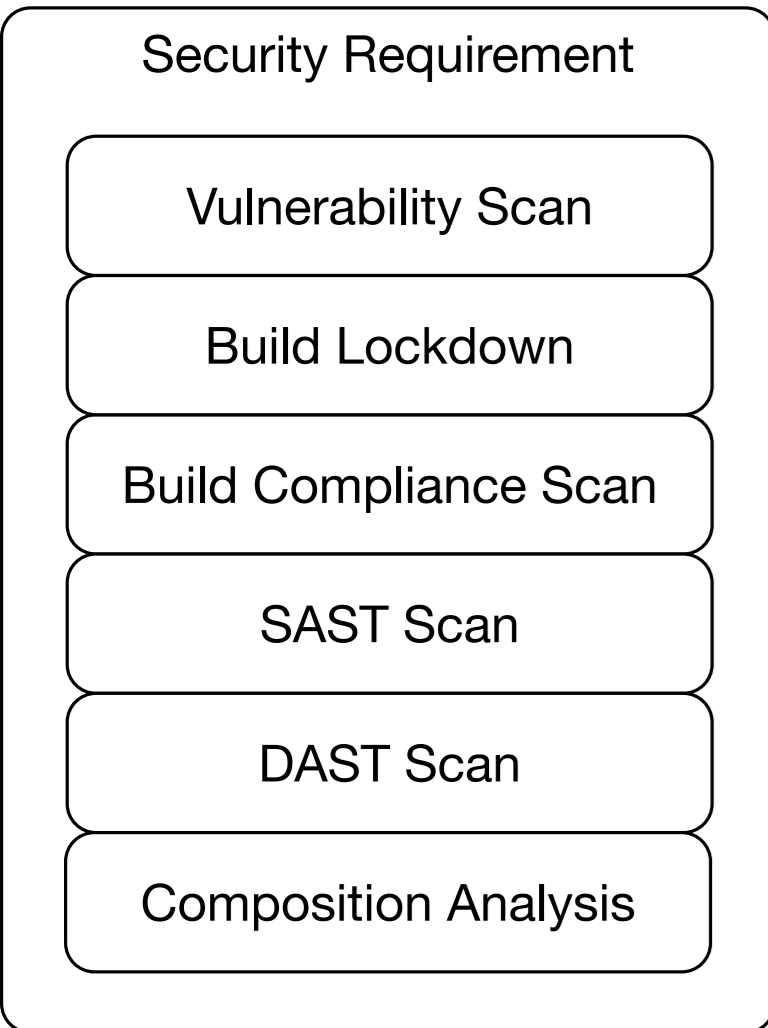 Security Requirement
Vulnerability Scan
Build Lockdown
Build Compliance Scan
SAST Scan
DAST Scan
Composition Analysis